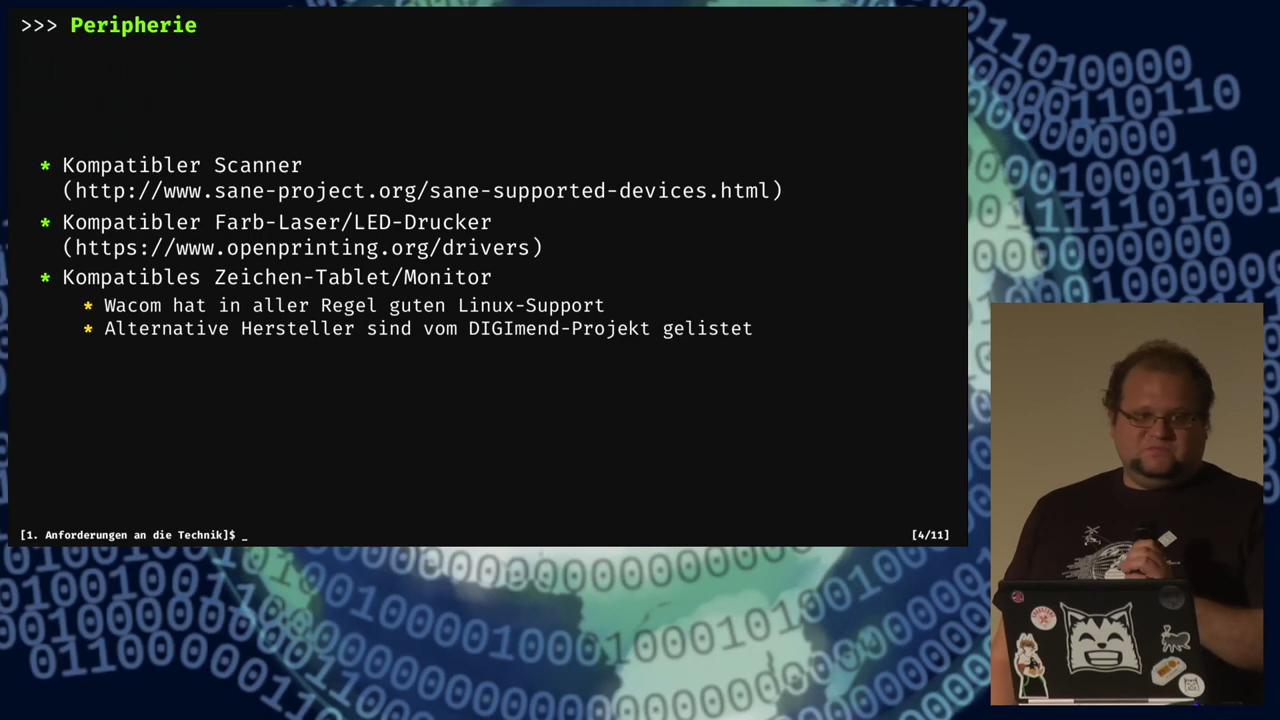 >>> Peripherie
* Kompatibler Scanner
(http://www.sane-project.org/sane-supported-devices.html)
* Kompatibler Farb-Laser/LED-Drucker
(https://www.openprinting.org/drivers)
* Kompatibles Zeichen-Tablet/Monitor
* Wacom hat in aller Regel guten Linux-Support
* Alternative Hersteller sind vom DIGImend-Projekt gelistet
[1. Anforderungen an die Technik]$ _
[4/11]